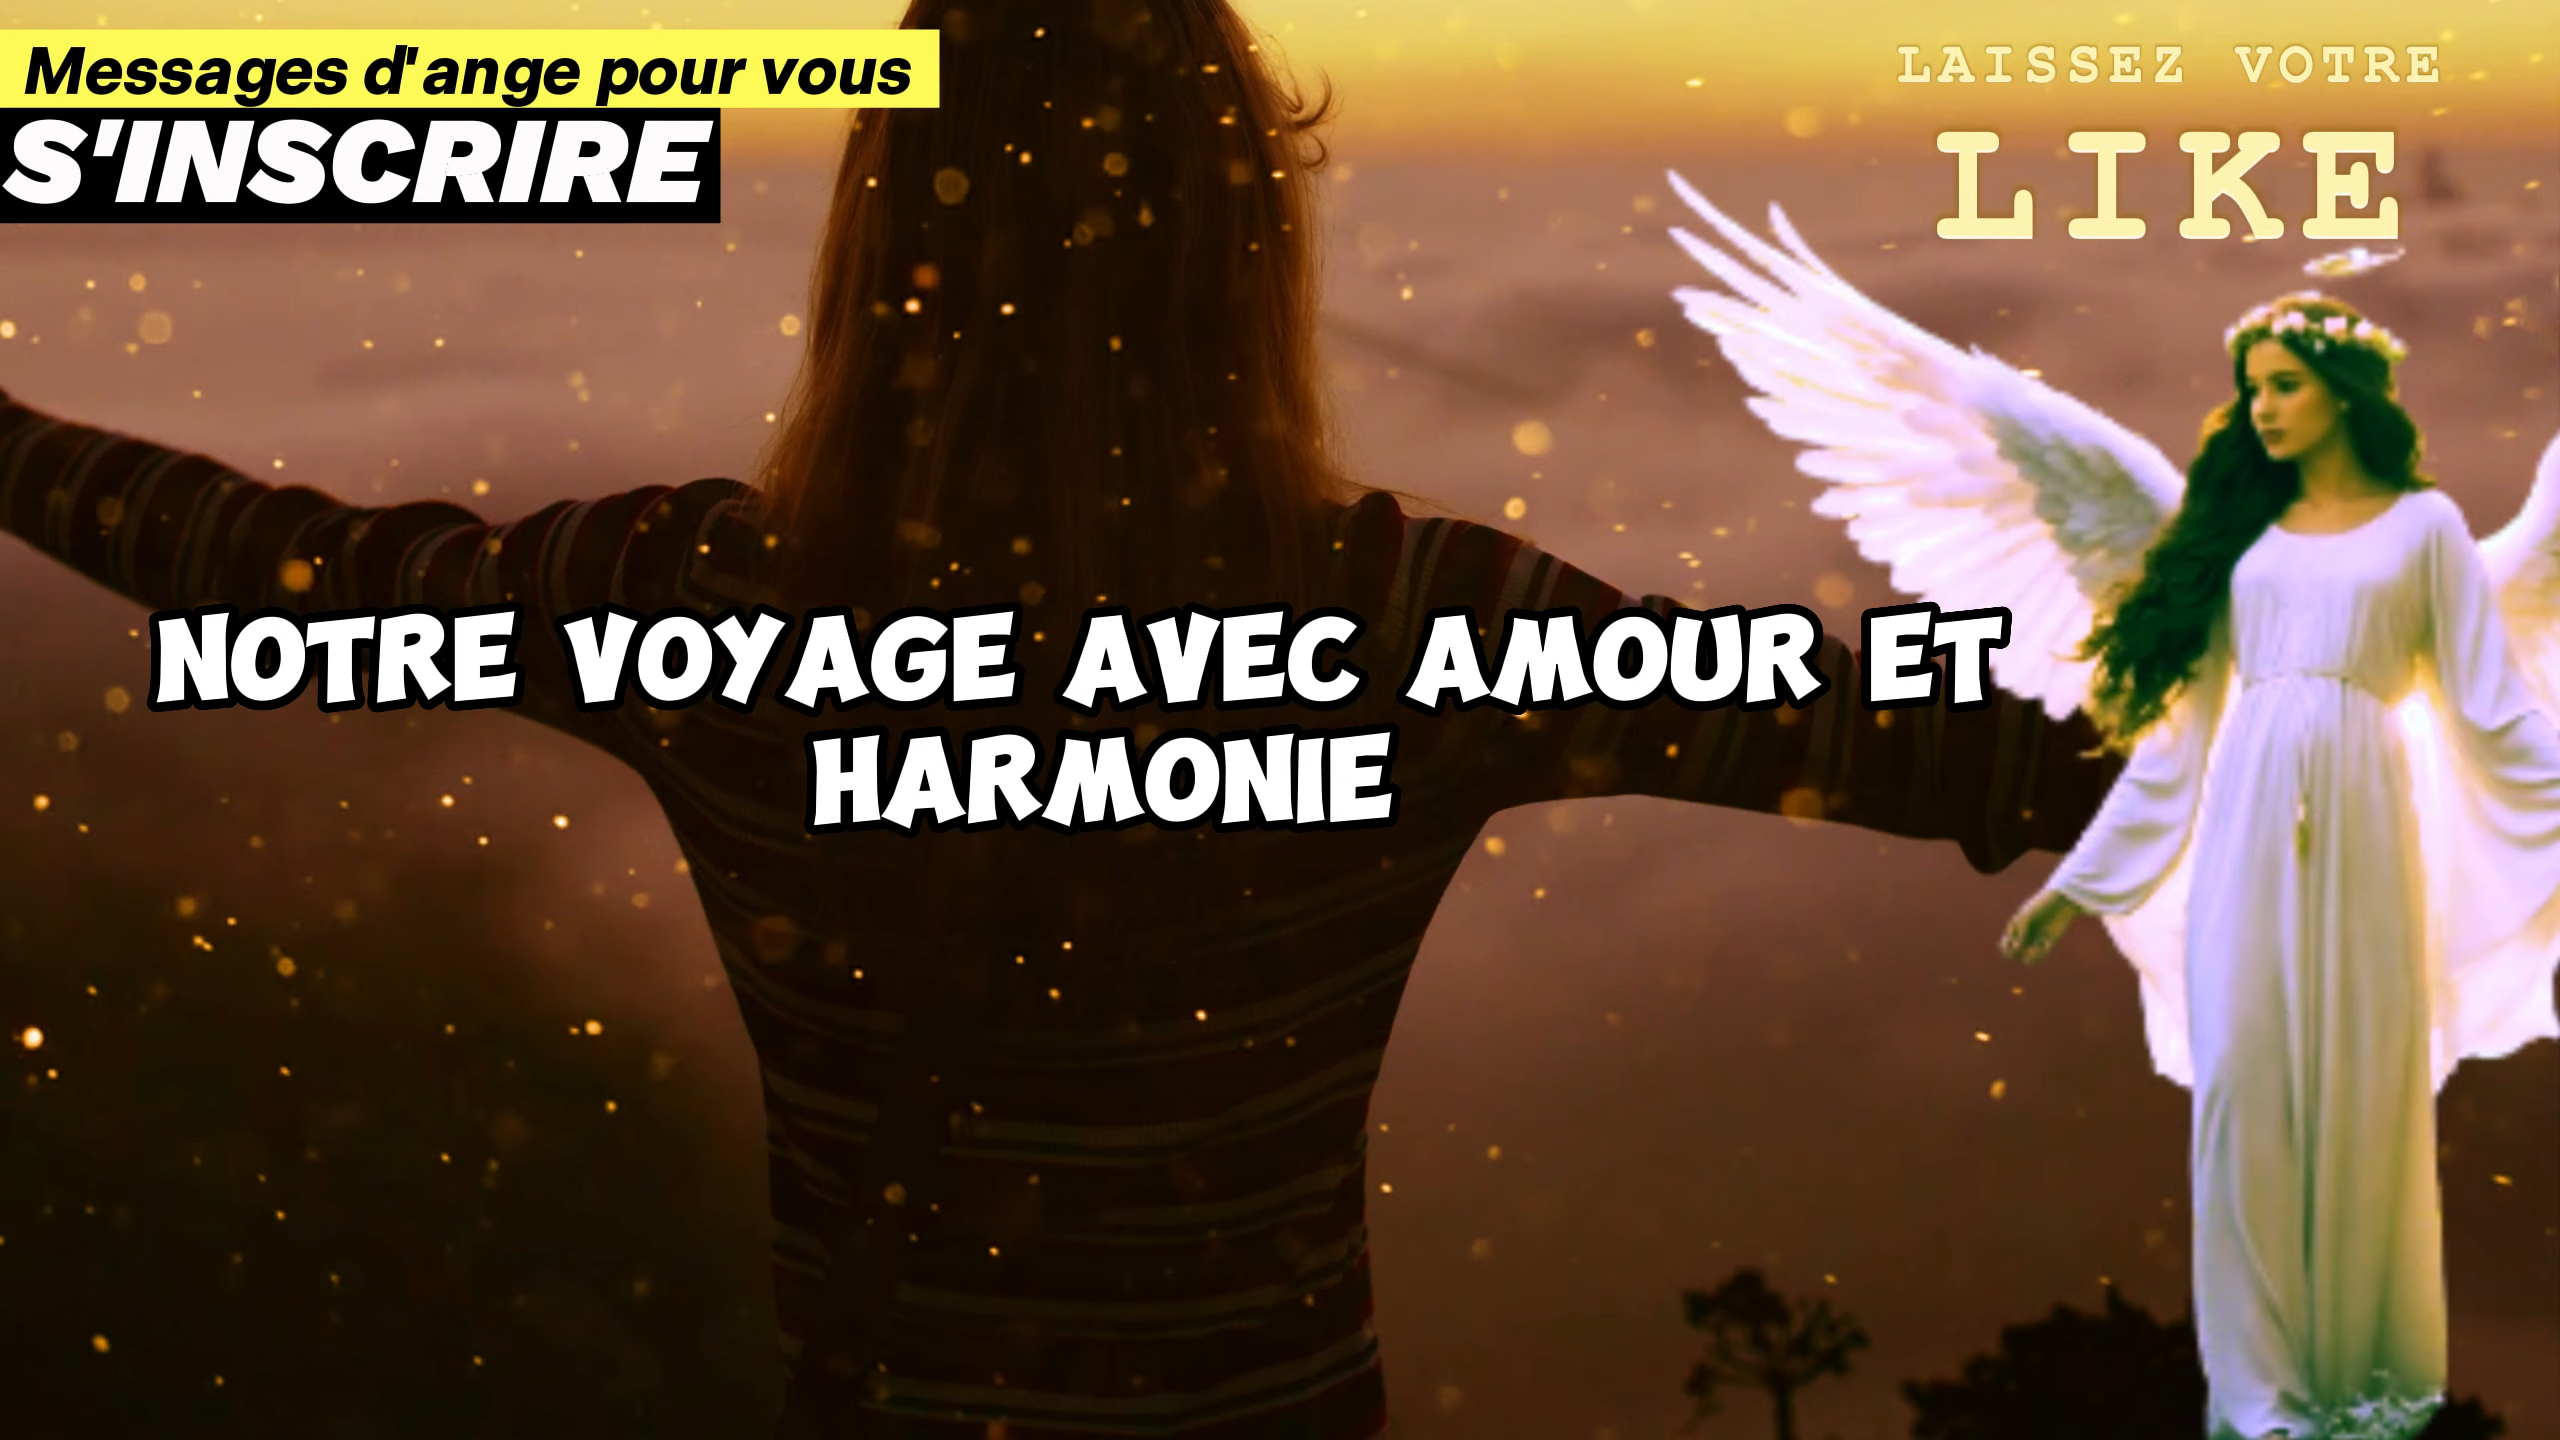 Messages d'ange pour vous
S'INSCRIRE
LAISSEZ VOTRE
LIKE
NOTRE VOYAGE AVEC AMOUR ET
HARMONIE